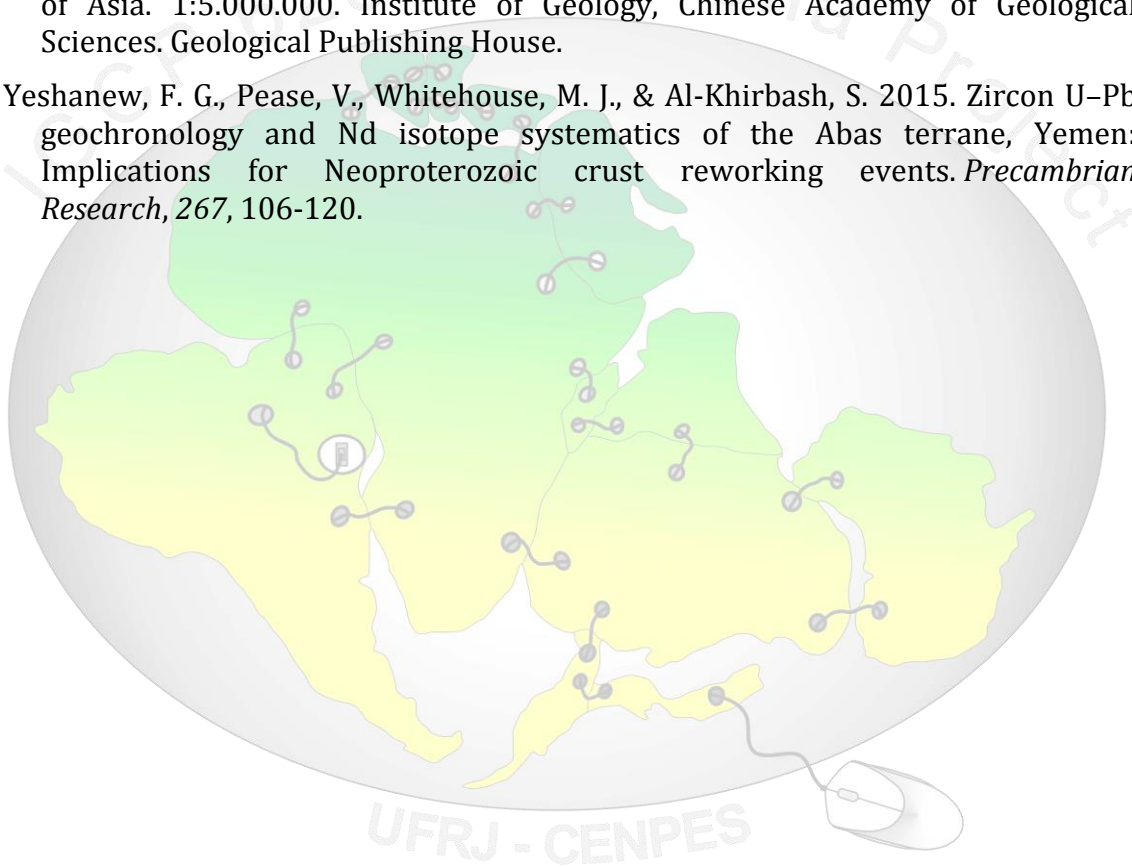 of Asia. 1:5.000.000. Institute of Geology, Chinese Academy of Geological
Sciences. Geological Publishing House.
Yeshanew, F. G., Pease, V., Whitehouse, M. J., & Al-Khirbash, S. 2015. Zircon U–Pb
geochronology and Nd isotope systematics of the Abas terrane, Yemen:
Implications for Neoproterozoic crust reworking events. Precambrian
Research, 267, 106-120.
UFRJ - CENPES